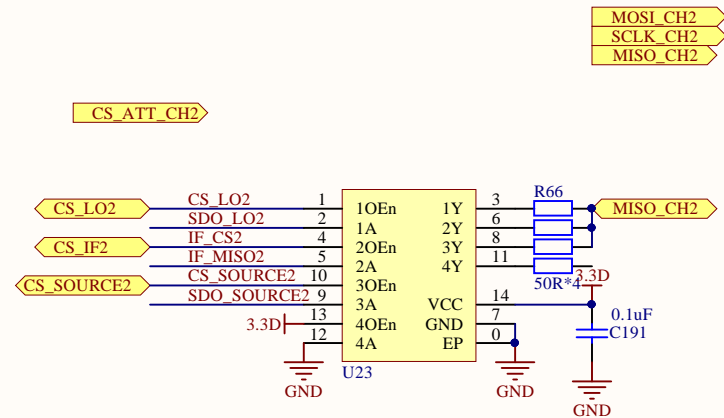 MOSI_CH2
SCLK_CH2
MISO_CH2
CS_ATT_CH2
R66
CS_LO2 CS_LO2 1 1OEn 1Y 3 MISO_CH2
SDO_LO2 2 1A 2Y 6
CS_IF2 IF_CS2 4 2OEn 3Y 8
IF_MISO2 5 2A 4Y 11
CS_SOURCE2 CS_SOURCE2 10 3OEn 50R*4 3.3D
SDO_SOURCE2 9 3A VCC 14
3.3D 13 4OEn GND 7 0.1uF
12 4A EP 0 C191
U23
GND GND GND